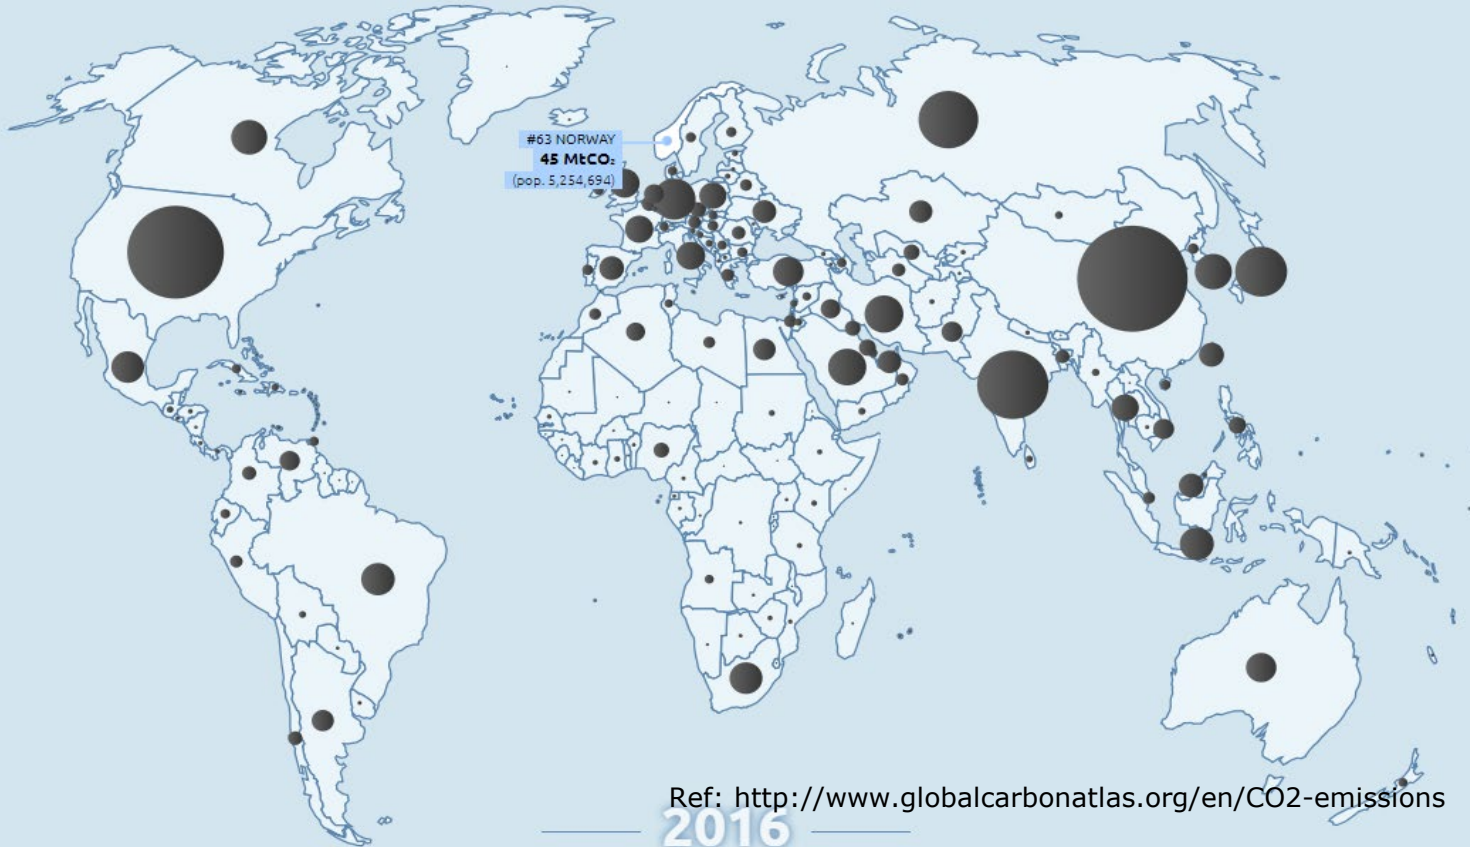 #63 NORWAY
45 MtCO₂
(pop. 5,254,694)
Ref: http://www.globalcarbonatlas.org/en/CO2-emissions
2016